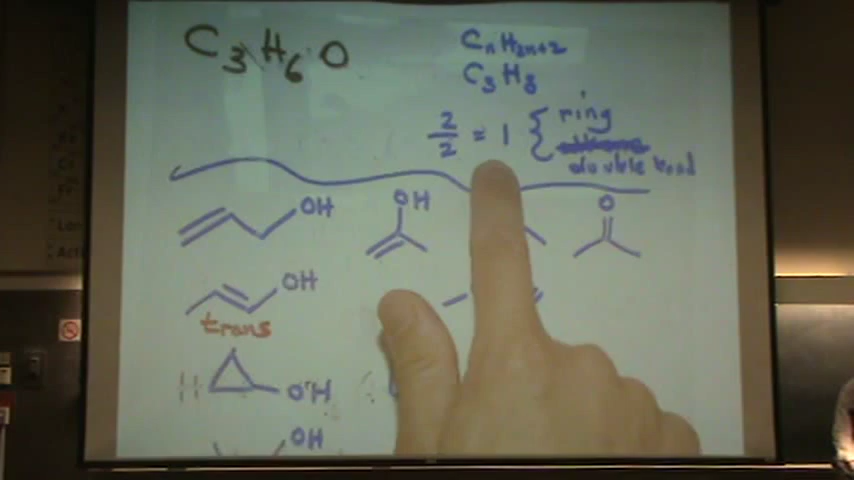 C3H6O
CnH2n+2
C3H8
2/2 = 1 { ring
double bond
OH
OH
O
OH
trans
H
OH
OH